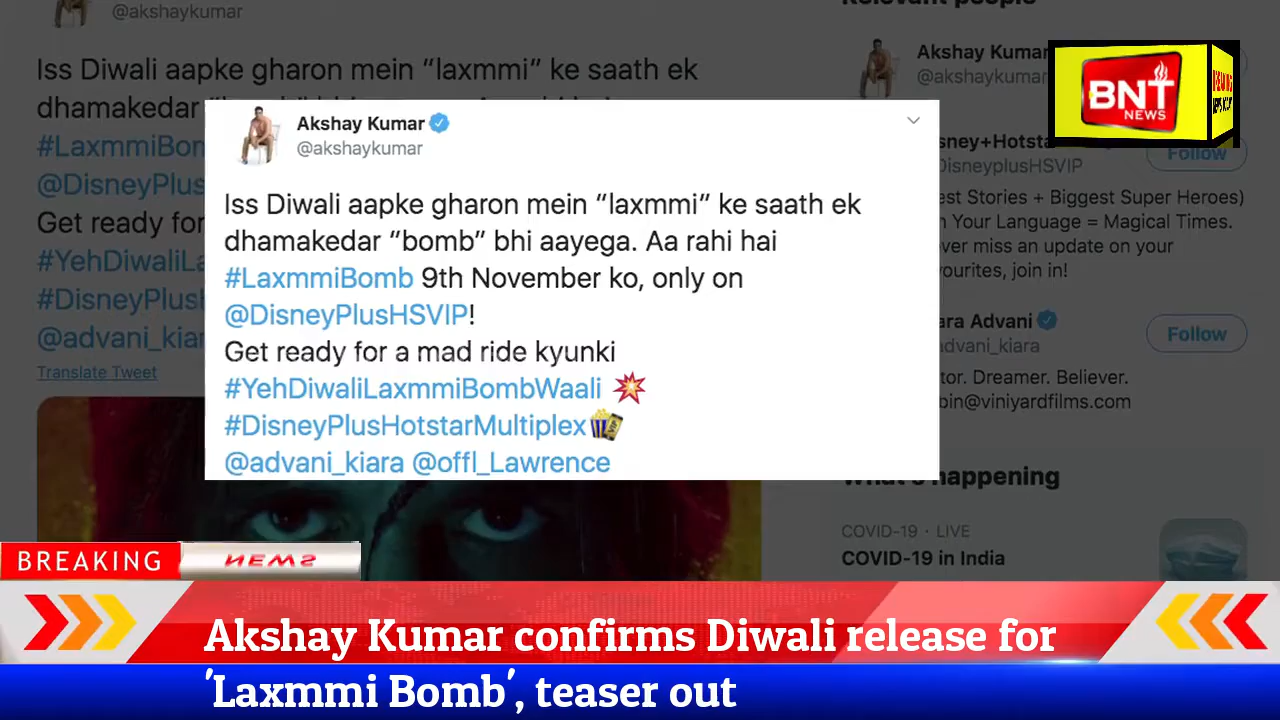 @akshaykumar
Iss Diwali aapke gharon mein “laxmmi” ke saath ek
dhamakedar
#LaxmmiBom
@DisneyPlus
Get ready for
#YehDiwaliLa
#DisneyPlus
@advani_kiara
Translate Tweet
Akshay Kumar
@akshaykumar
Iss Diwali aapke gharon mein “laxmmi” ke saath ek
dhamakedar “bomb” bhi aayega. Aa rahi hai
#LaxmmiBomb 9th November ko, only on
@DisneyPlusHSVIP!
Get ready for a mad ride kyunki
#YehDiwaliLaxmmiBombWaali
#DisneyPlusHotstarMultiplex
@advani_kiara @offl_Lawrence
Relevant people
Akshay Kumar
@akshaykumar
BNT
NEWS
sney+Hotsta
DisneyplusHSVIP
Follow
est Stories + Biggest Super Heroes)
n Your Language = Magical Times.
ver miss an update on your
vourites, join in!
ara Advani
advani_kiara
Follow
tor. Dreamer. Believer.
bin@viniyardfilms.com
What's happening
COVID-19 · LIVE
COVID-19 in India
BREAKING
NEWS
Akshay Kumar confirms Diwali release for
'Laxmmi Bomb', teaser out